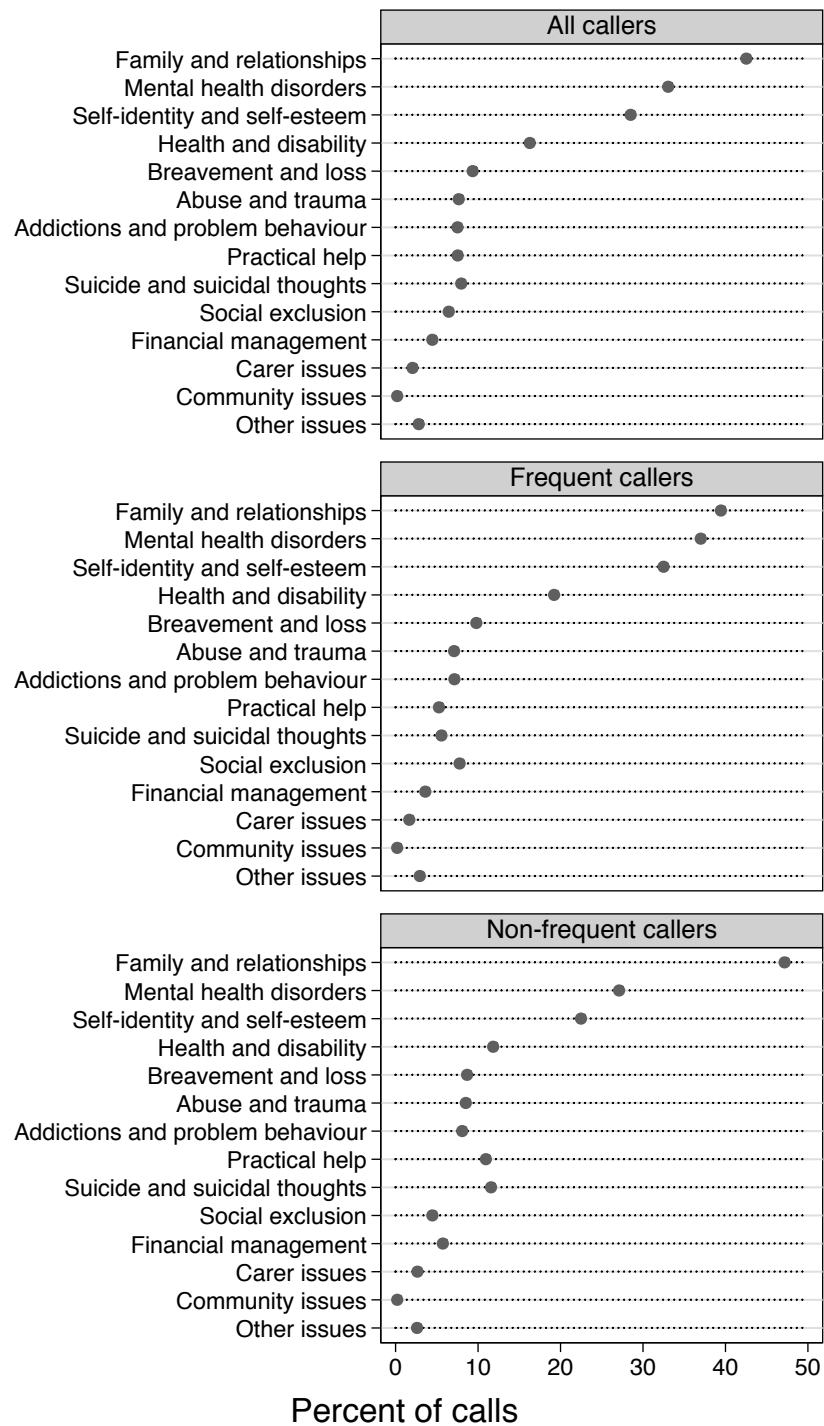 All callers
Family and relationships
Mental health disorders
Self-identity and self-esteem
Health and disability
Breavement and loss
Abuse and trauma
Addictions and problem behaviour
Practical help
Suicide and suicidal thoughts
Social exclusion
Financial management
Carer issues
Community issues
Other issues
Frequent callers
Family and relationships
Mental health disorders
Self-identity and self-esteem
Health and disability
Breavement and loss
Abuse and trauma
Addictions and problem behaviour
Practical help
Suicide and suicidal thoughts
Social exclusion
Financial management
Carer issues
Community issues
Other issues
Non-frequent callers
Family and relationships
Mental health disorders
Self-identity and self-esteem
Health and disability
Breavement and loss
Abuse and trauma
Addictions and problem behaviour
Practical help
Suicide and suicidal thoughts
Social exclusion
Financial management
Carer issues
Community issues
Other issues
0 10 20 30 40 50
Percent of calls